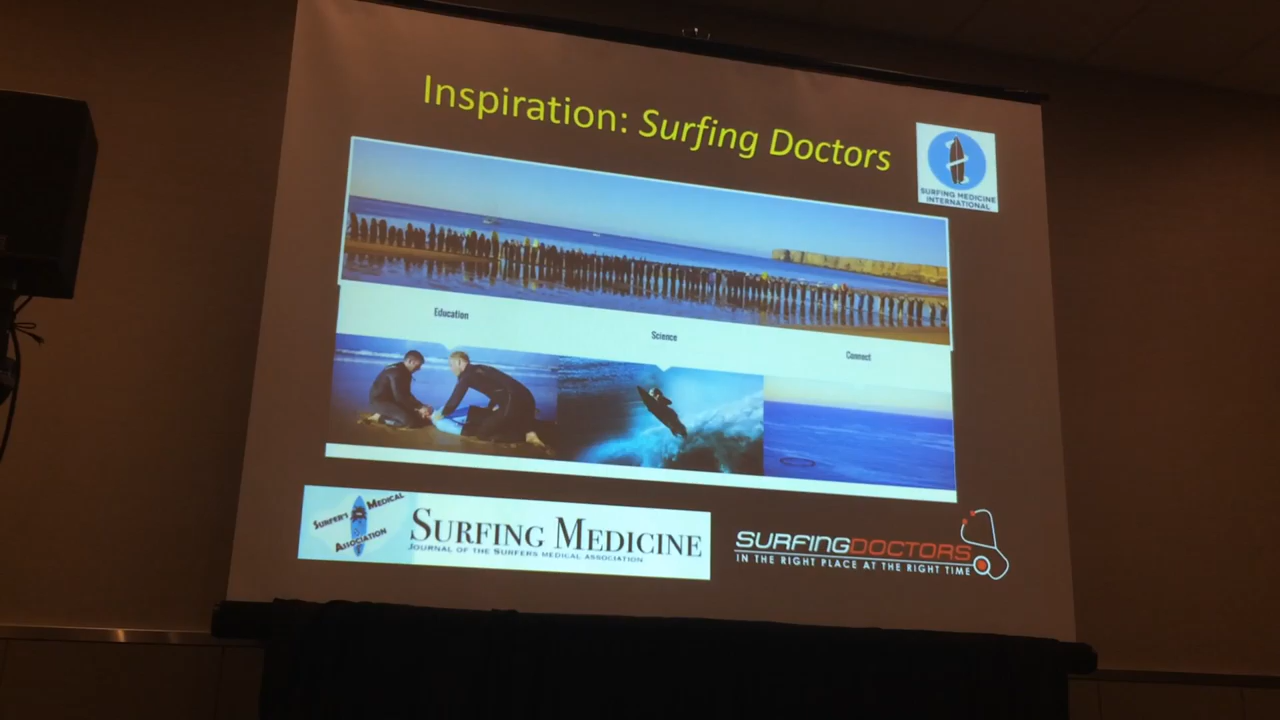 Inspiration: Surfing Doctors
SURFING MEDICINE
INTERNATIONAL
Education
Science
Connect
SURFER'S MEDICAL
ASSOCIATION
SURFING MEDICINE
JOURNAL OF THE SURFERS MEDICAL ASSOCIATION
SURFINGDOCTORS
IN THE RIGHT PLACE AT THE RIGHT TIME